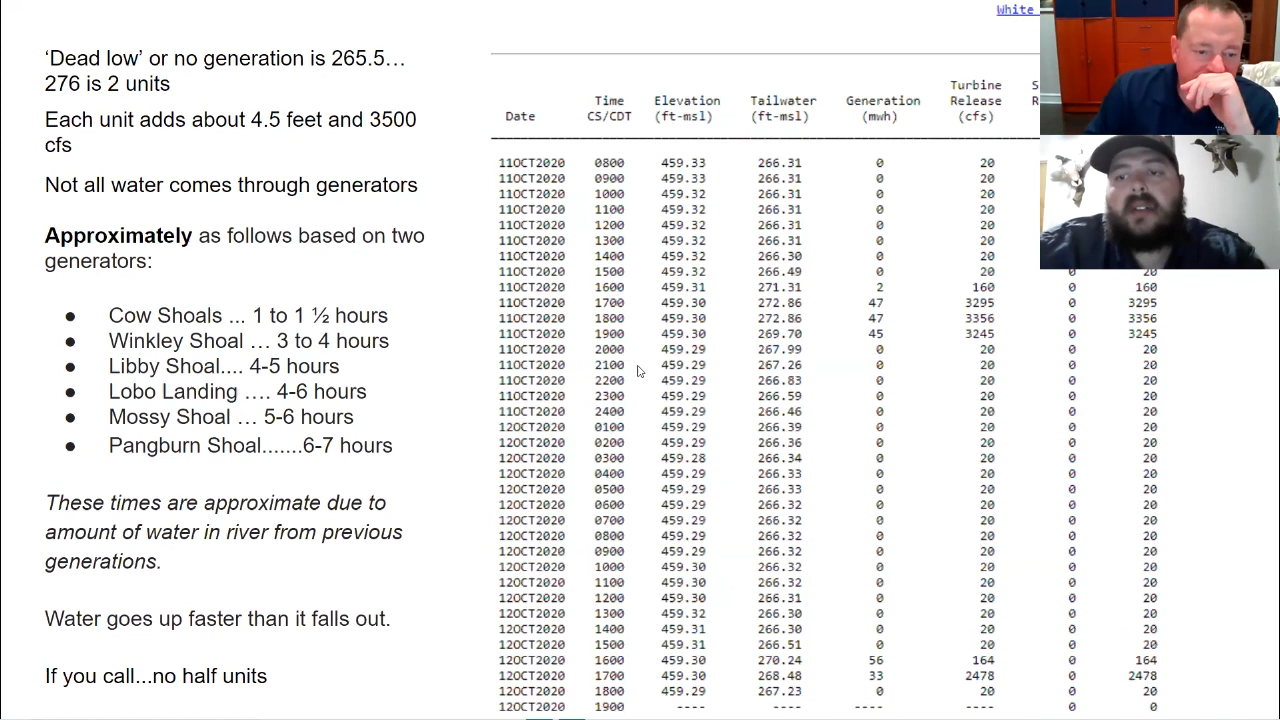 ‘Dead low’ or no generation is 265.5…
276 is 2 units
Each unit adds about 4.5 feet and 3500
cfs
Not all water comes through generators
Approximately as follows based on two
generators:
● Cow Shoals ... 1 to 1 ½ hours
● Winkley Shoal … 3 to 4 hours
● Libby Shoal.... 4-5 hours
● Lobo Landing …. 4-6 hours
● Mossy Shoal … 5-6 hours
● Pangburn Shoal.......6-7 hours
These times are approximate due to
amount of water in river from previous
generations.
Water goes up faster than it falls out.
If you call...no half units
White
Turbine
Time Elevation Tailwater Generation Release
Date CS/CDT (ft-msl) (ft-msl) (mwh) (cfs)
11OCT2020 0800 459.33 266.31 0 20
11OCT2020 0900 459.33 266.31 0 20
11OCT2020 1000 459.32 266.31 0 20
11OCT2020 1100 459.32 266.31 0 20
11OCT2020 1200 459.32 266.31 0 20
11OCT2020 1300 459.32 266.31 0 20
11OCT2020 1400 459.32 266.30 0 20
11OCT2020 1500 459.32 266.49 0 20 0 20
11OCT2020 1600 459.31 271.31 2 160 0 160
11OCT2020 1700 459.30 272.86 47 3295 0 3295
11OCT2020 1800 459.30 272.86 47 3356 0 3356
11OCT2020 1900 459.30 269.70 45 3245 0 3245
11OCT2020 2000 459.29 267.99 0 20 0 20
11OCT2020 2100 459.29 267.26 0 20 0 20
11OCT2020 2200 459.29 266.83 0 20 0 20
11OCT2020 2300 459.29 266.59 0 20 0 20
11OCT2020 2400 459.29 266.46 0 20 0 20
12OCT2020 0100 459.29 266.39 0 20 0 20
12OCT2020 0200 459.29 266.36 0 20 0 20
12OCT2020 0300 459.28 266.34 0 20 0 20
12OCT2020 0400 459.29 266.33 0 20 0 20
12OCT2020 0500 459.29 266.33 0 20 0 20
12OCT2020 0600 459.29 266.32 0 20 0 20
12OCT2020 0700 459.29 266.32 0 20 0 20
12OCT2020 0800 459.29 266.32 0 20 0 20
12OCT2020 0900 459.29 266.32 0 20 0 20
12OCT2020 1000 459.30 266.32 0 20 0 20
12OCT2020 1100 459.30 266.32 0 20 0 20
12OCT2020 1200 459.30 266.31 0 20 0 20
12OCT2020 1300 459.32 266.30 0 20 0 20
12OCT2020 1400 459.31 266.30 0 20 0 20
12OCT2020 1500 459.31 266.51 0 20 0 20
12OCT2020 1600 459.30 270.24 56 164 0 164
12OCT2020 1700 459.30 268.48 33 2478 0 2478
12OCT2020 1800 459.29 267.23 0 20 0 20
12OCT2020 1900 ---- ---- ---- ---- 0 0